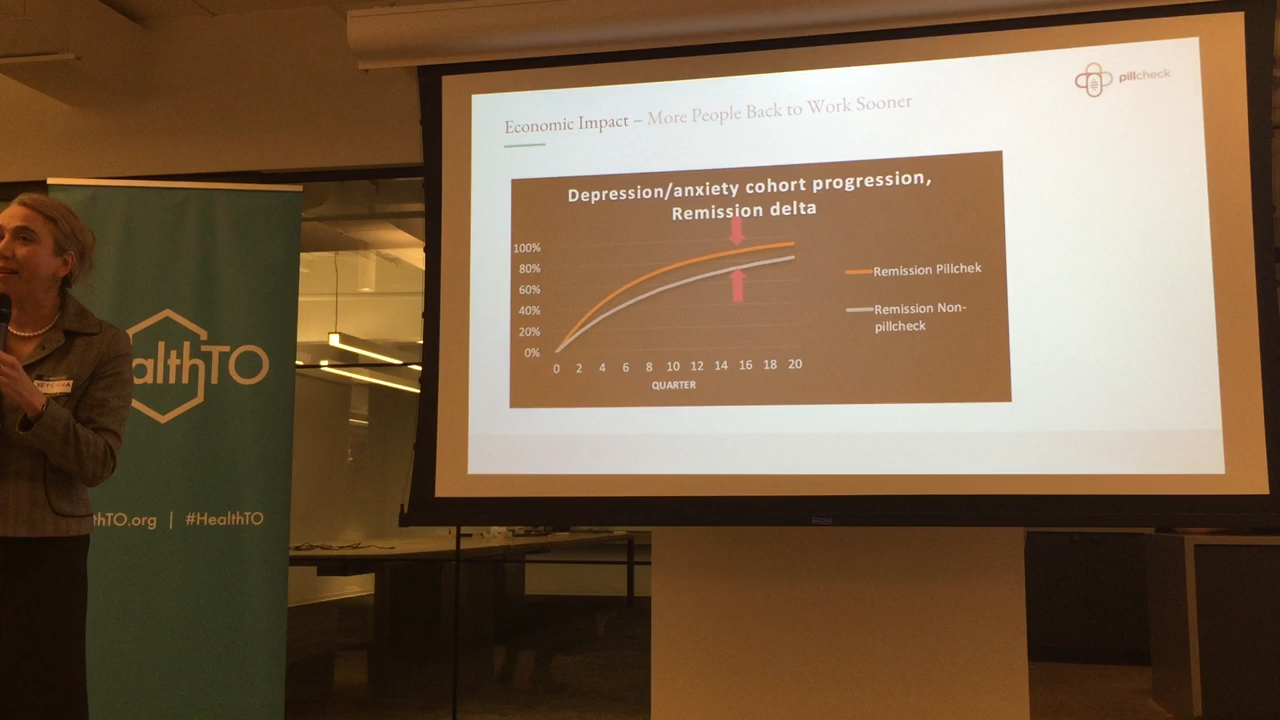 pillcheck
Economic Impact – More People Back to Work Sooner
Depression/anxiety cohort progression,
Remission delta
100%
80%
60%
40%
20%
0%
0 2 4 6 8 10 12 14 16 18 20
QUARTER
Remission Pillchek
Remission Non-
pillcheck
althTO
thTO.org | #HealthTO